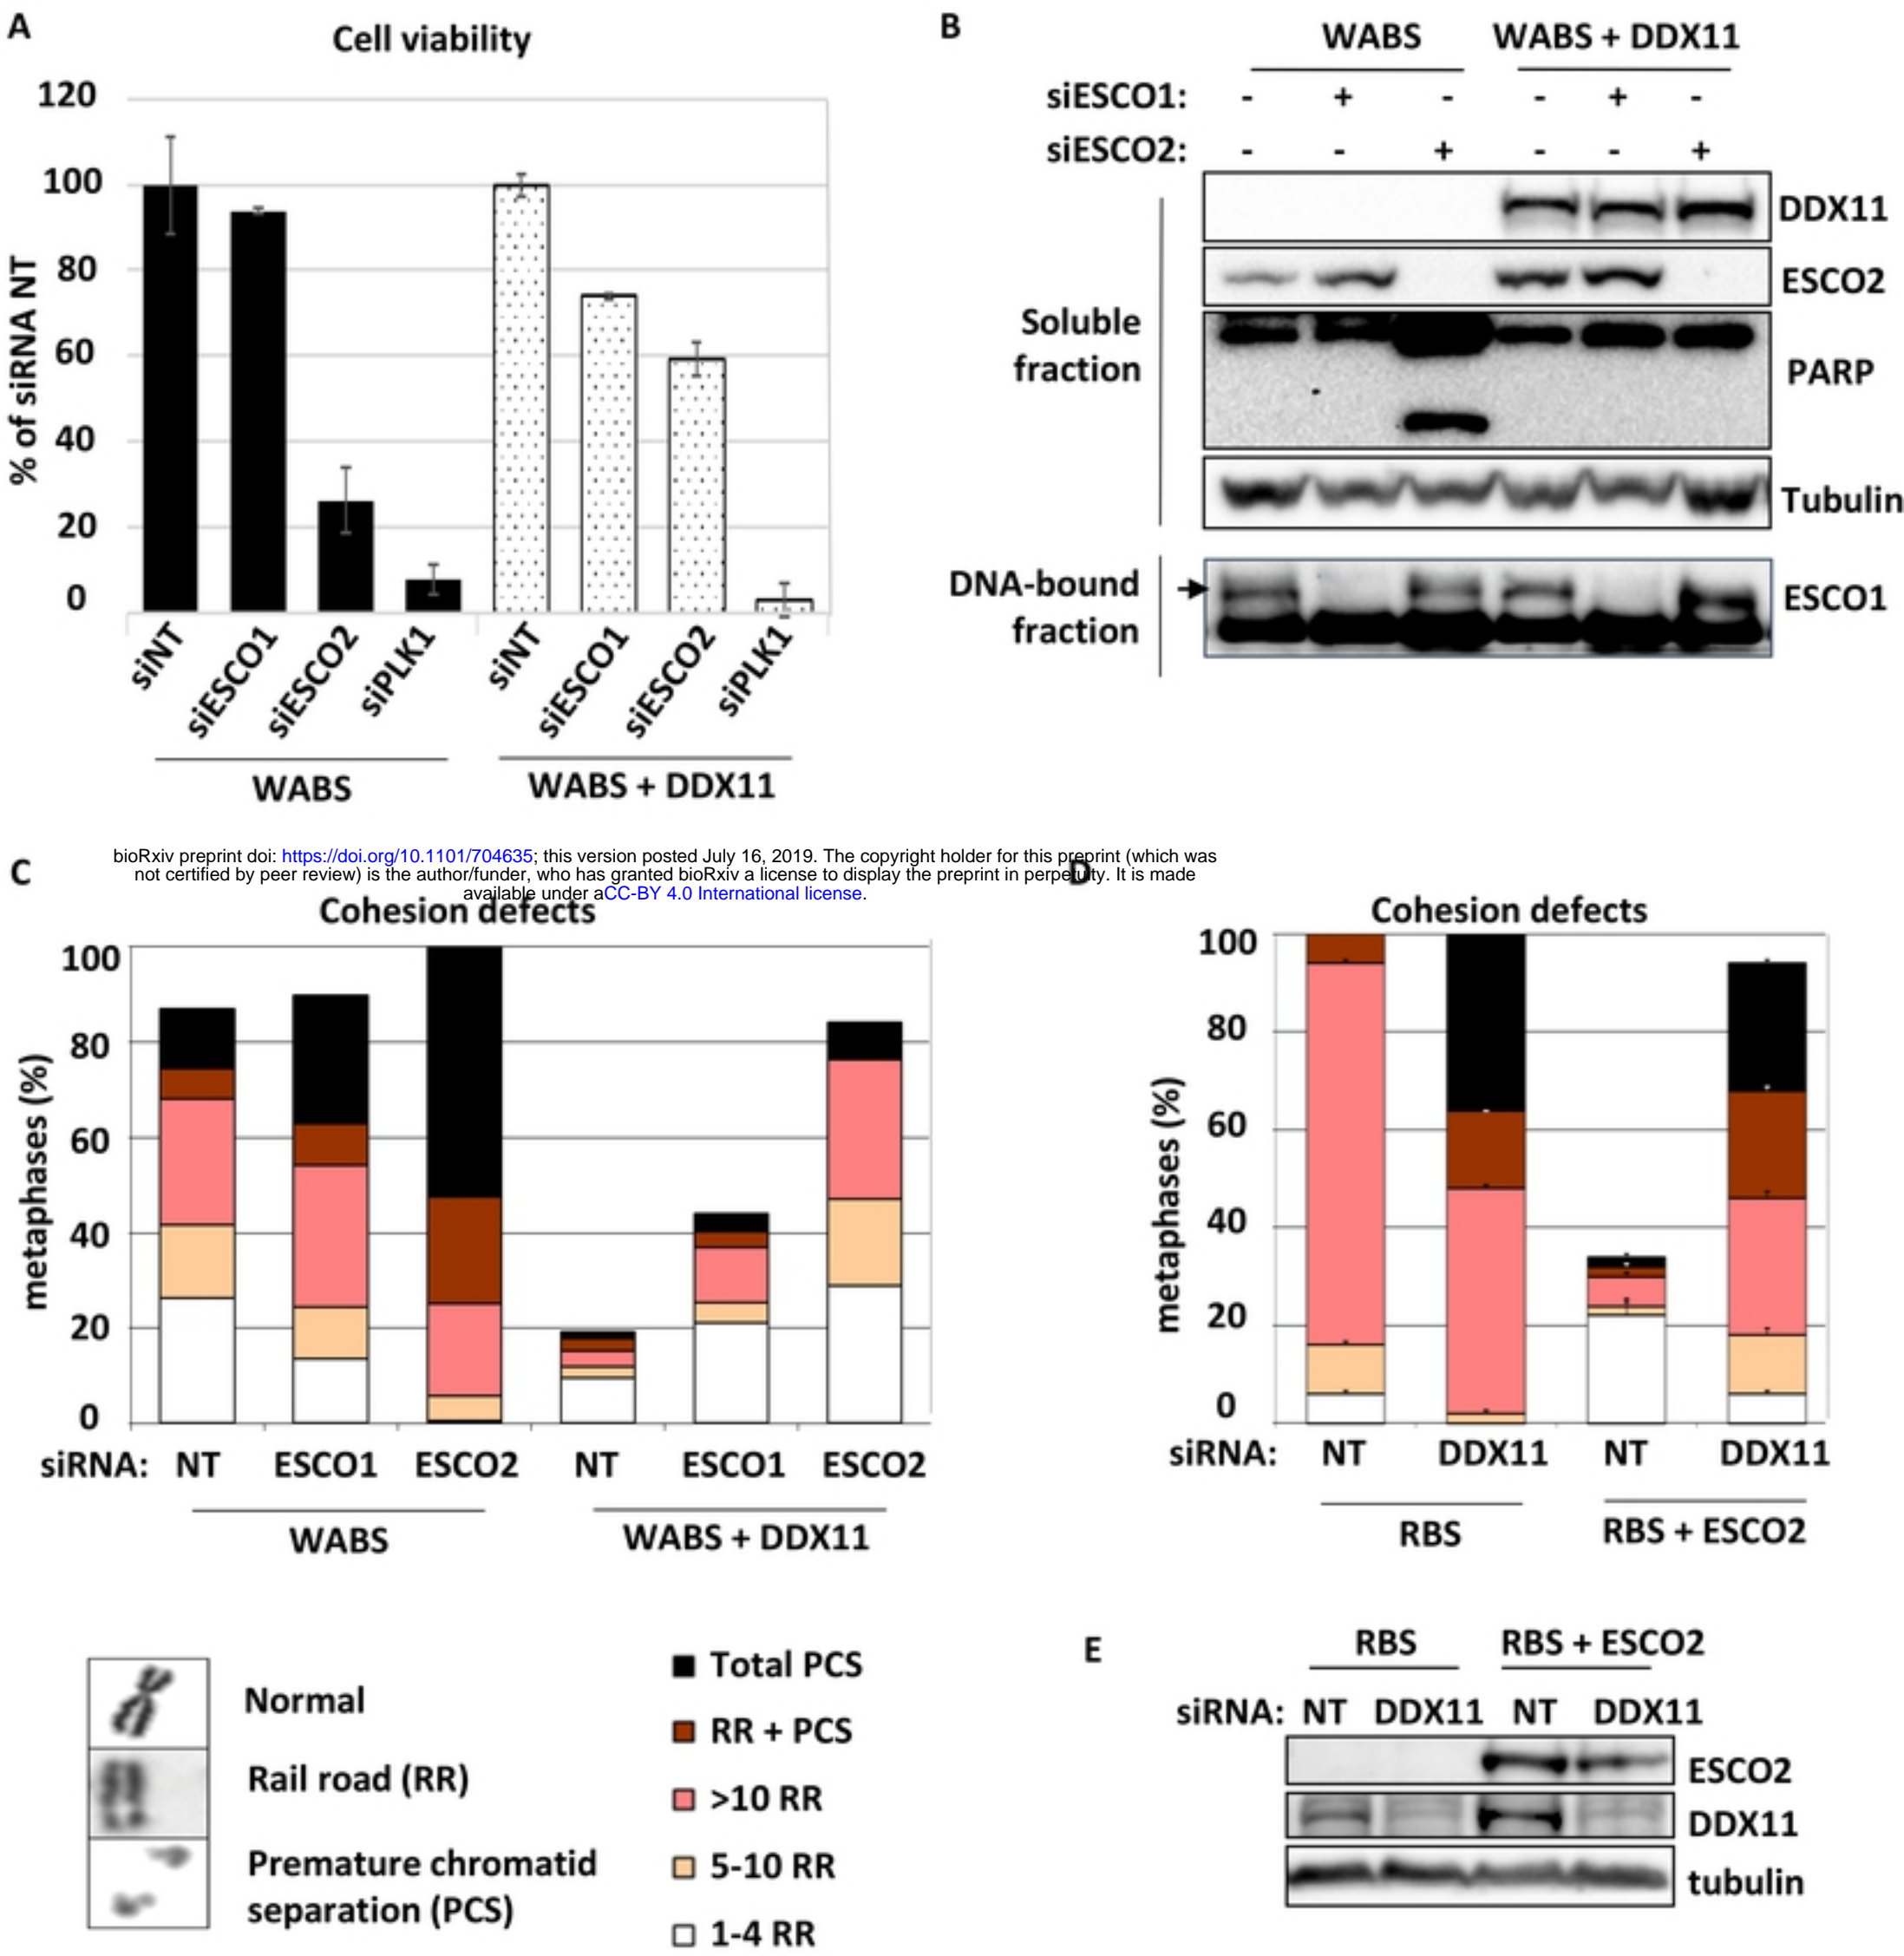 A
Cell viability
120
100
80
60
40
20
0
% of siRNA NT
siNT
siESCO1
siESCO2
siPLK1
siNT
siESCO1
siESCO2
siPLK1
WABS
WABS + DDX11
B
WABS
WABS + DDX11
siESCO1: - + - - + -
siESCO2: - - + - - +
Soluble
fraction
DDX11
ESCO2
PARP
Tubulin
DNA-bound
fraction
ESCO1
bioRxiv preprint doi: https://doi.org/10.1101/704635; this version posted July 16, 2019. The copyright holder for this preprint (which was
not certified by peer review) is the author/funder, who has granted bioRxiv a license to display the preprint in perpetuity. It is made
available under aCC-BY 4.0 International license.
C
Cohesion defects
100
80
60
40
20
0
metaphases (%)
siRNA: NT ESCO1 ESCO2 NT ESCO1 ESCO2
WABS
WABS + DDX11
D
Cohesion defects
100
80
60
40
20
0
metaphases (%)
siRNA: NT DDX11 NT DDX11
RBS
RBS + ESCO2
Normal
Rail road (RR)
Premature chromatid
separation (PCS)
Total PCS
RR + PCS
>10 RR
5-10 RR
1-4 RR
E
RBS
RBS + ESCO2
siRNA: NT DDX11 NT DDX11
ESCO2
DDX11
tubulin